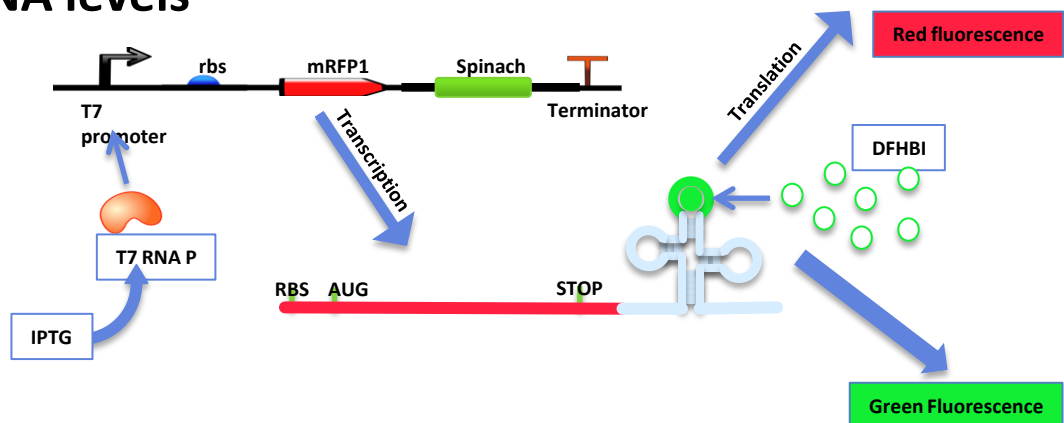 NA levels
Red fluorescence
rbs
mRFP1
Spinach
T7
promoter
Terminator
Translation
Transcription
DFHBI
T7 RNA P
RBS
AUG
STOP
IPTG
Green Fluorescence